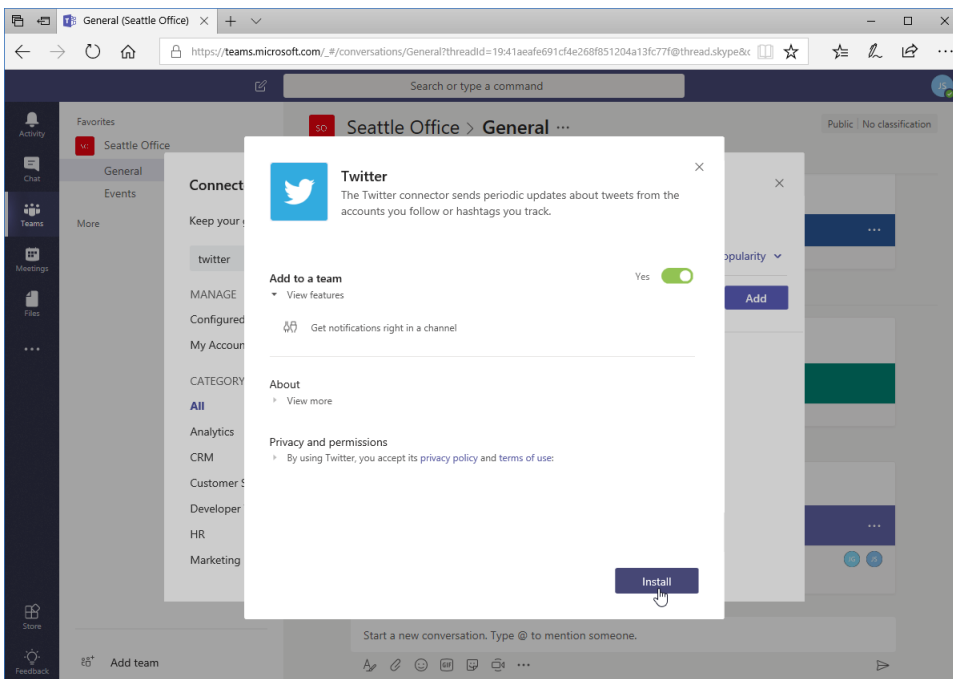 General (Seattle Office)
https://teams.microsoft.com/_#/conversations/General?threadId=19:41aeafe691cf4e268f851204a13fc77f@thread.skype&c
Search or type a command
JS
Activity
Chat
Teams
Meetings
Files
Store
Feedback
Favorites
SO
Seattle Office
General
Events
More
Add team
SO
Seattle Office > General ...
Public No classification
Connect
Keep your
twitter
MANAGE
Configured
My Accoun
CATEGORY
All
Analytics
CRM
Customer S
Developer
HR
Marketing
opularity
Add
Twitter
The Twitter connector sends periodic updates about tweets from the
accounts you follow or hashtags you track.
Add to a team
Yes
View features
Get notifications right in a channel
About
View more
Privacy and permissions
By using Twitter, you accept its privacy policy and terms of use:
Install
JS
Start a new conversation. Type @ to mention someone.
GIF